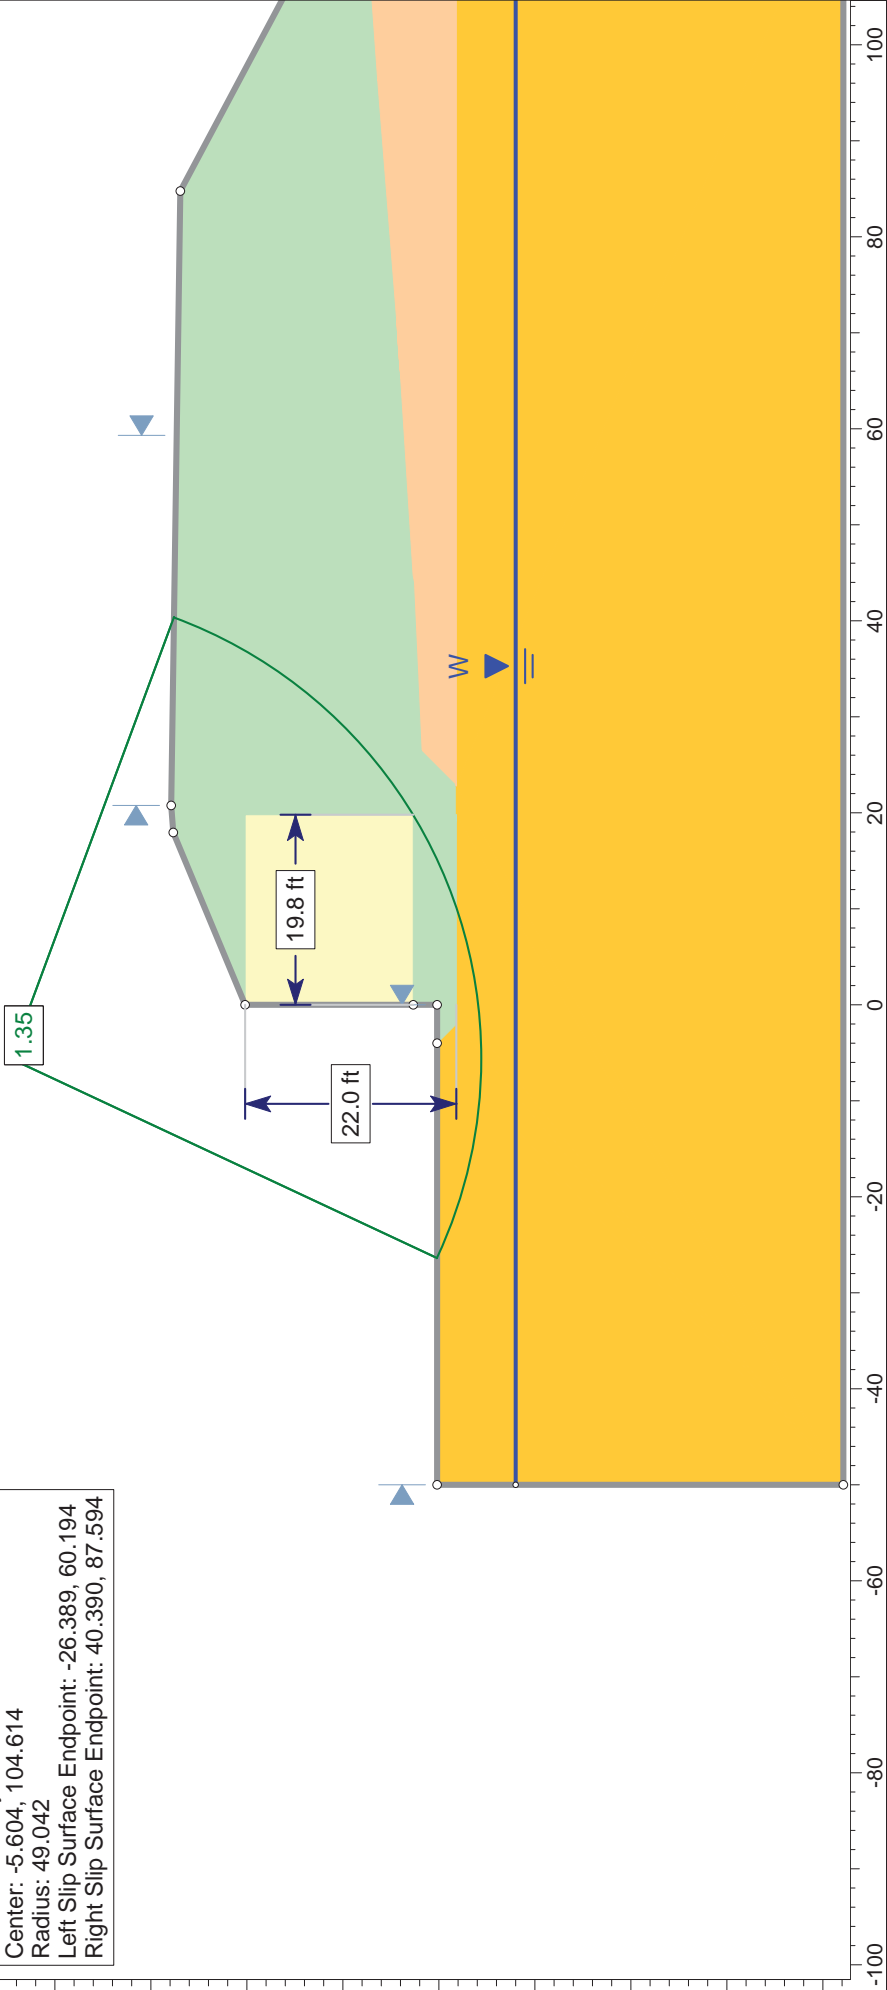 Center: -5.604, 104.614
Radius: 49.042
Left Slip Surface Endpoint: -26.389, 60.194
Right Slip Surface Endpoint: 40.390, 87.594
1.35
19.8 ft
22.0 ft
W
-100 -80 -60 -40 -20 0 20 40 60 80 100